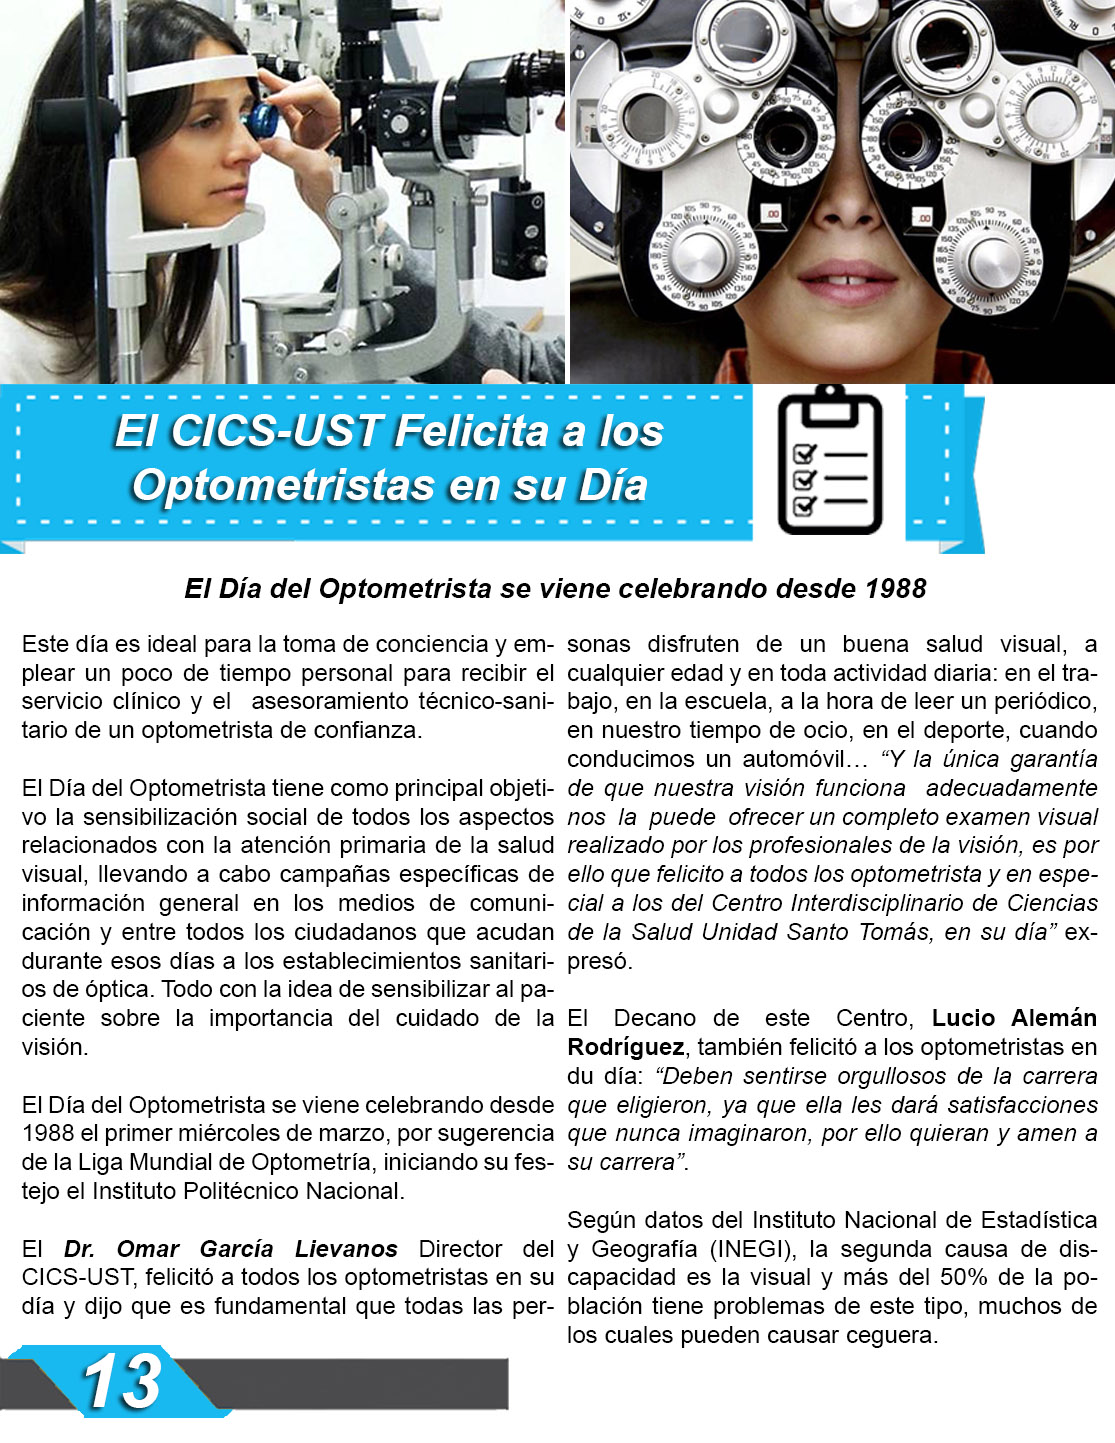 El CICS-UST Felicita a los
Optometristas en su Día
El Día del Optometrista se viene celebrando desde 1988
Este día es ideal para la toma de conciencia y em-
plear un poco de tiempo personal para recibir el
servicio clínico y el asesoramiento técnico-sani-
tario de un optometrista de confianza.
El Día del Optometrista tiene como principal objeti-
vo la sensibilización social de todos los aspectos
relacionados con la atención primaria de la salud
visual, llevando a cabo campañas específicas de
información general en los medios de comuni-
cación y entre todos los ciudadanos que acudan
durante esos días a los establecimientos sanitari-
os de óptica. Todo con la idea de sensibilizar al pa-
ciente sobre la importancia del cuidado de la
visión.
El Día del Optometrista se viene celebrando desde
1988 el primer miércoles de marzo, por sugerencia
de la Liga Mundial de Optometría, iniciando su fes-
tejo el Instituto Politécnico Nacional.
El Dr. Omar García Lievanos Director del
CICS-UST, felicitó a todos los optometristas en su
día y dijo que es fundamental que todas las per-
sonas disfruten de un buena salud visual, a
cualquier edad y en toda actividad diaria: en el tra-
bajo, en la escuela, a la hora de leer un periódico,
en nuestro tiempo de ocio, en el deporte, cuando
conducimos un automóvil… “Y la única garantía
de que nuestra visión funciona adecuadamente
nos la puede ofrecer un completo examen visual
realizado por los profesionales de la visión, es por
ello que felicito a todos los optometrista y en espe-
cial a los del Centro Interdisciplinario de Ciencias
de la Salud Unidad Santo Tomás, en su día” ex-
presó.
El Decano de este Centro, Lucio Alemán
Rodríguez, también felicitó a los optometristas en
du día: “Deben sentirse orgullosos de la carrera
que eligieron, ya que ella les dará satisfacciones
que nunca imaginaron, por ello quieran y amen a
su carrera”.
Según datos del Instituto Nacional de Estadística
y Geografía (INEGI), la segunda causa de dis-
capacidad es la visual y más del 50% de la po-
blación tiene problemas de este tipo, muchos de
los cuales pueden causar ceguera.
13